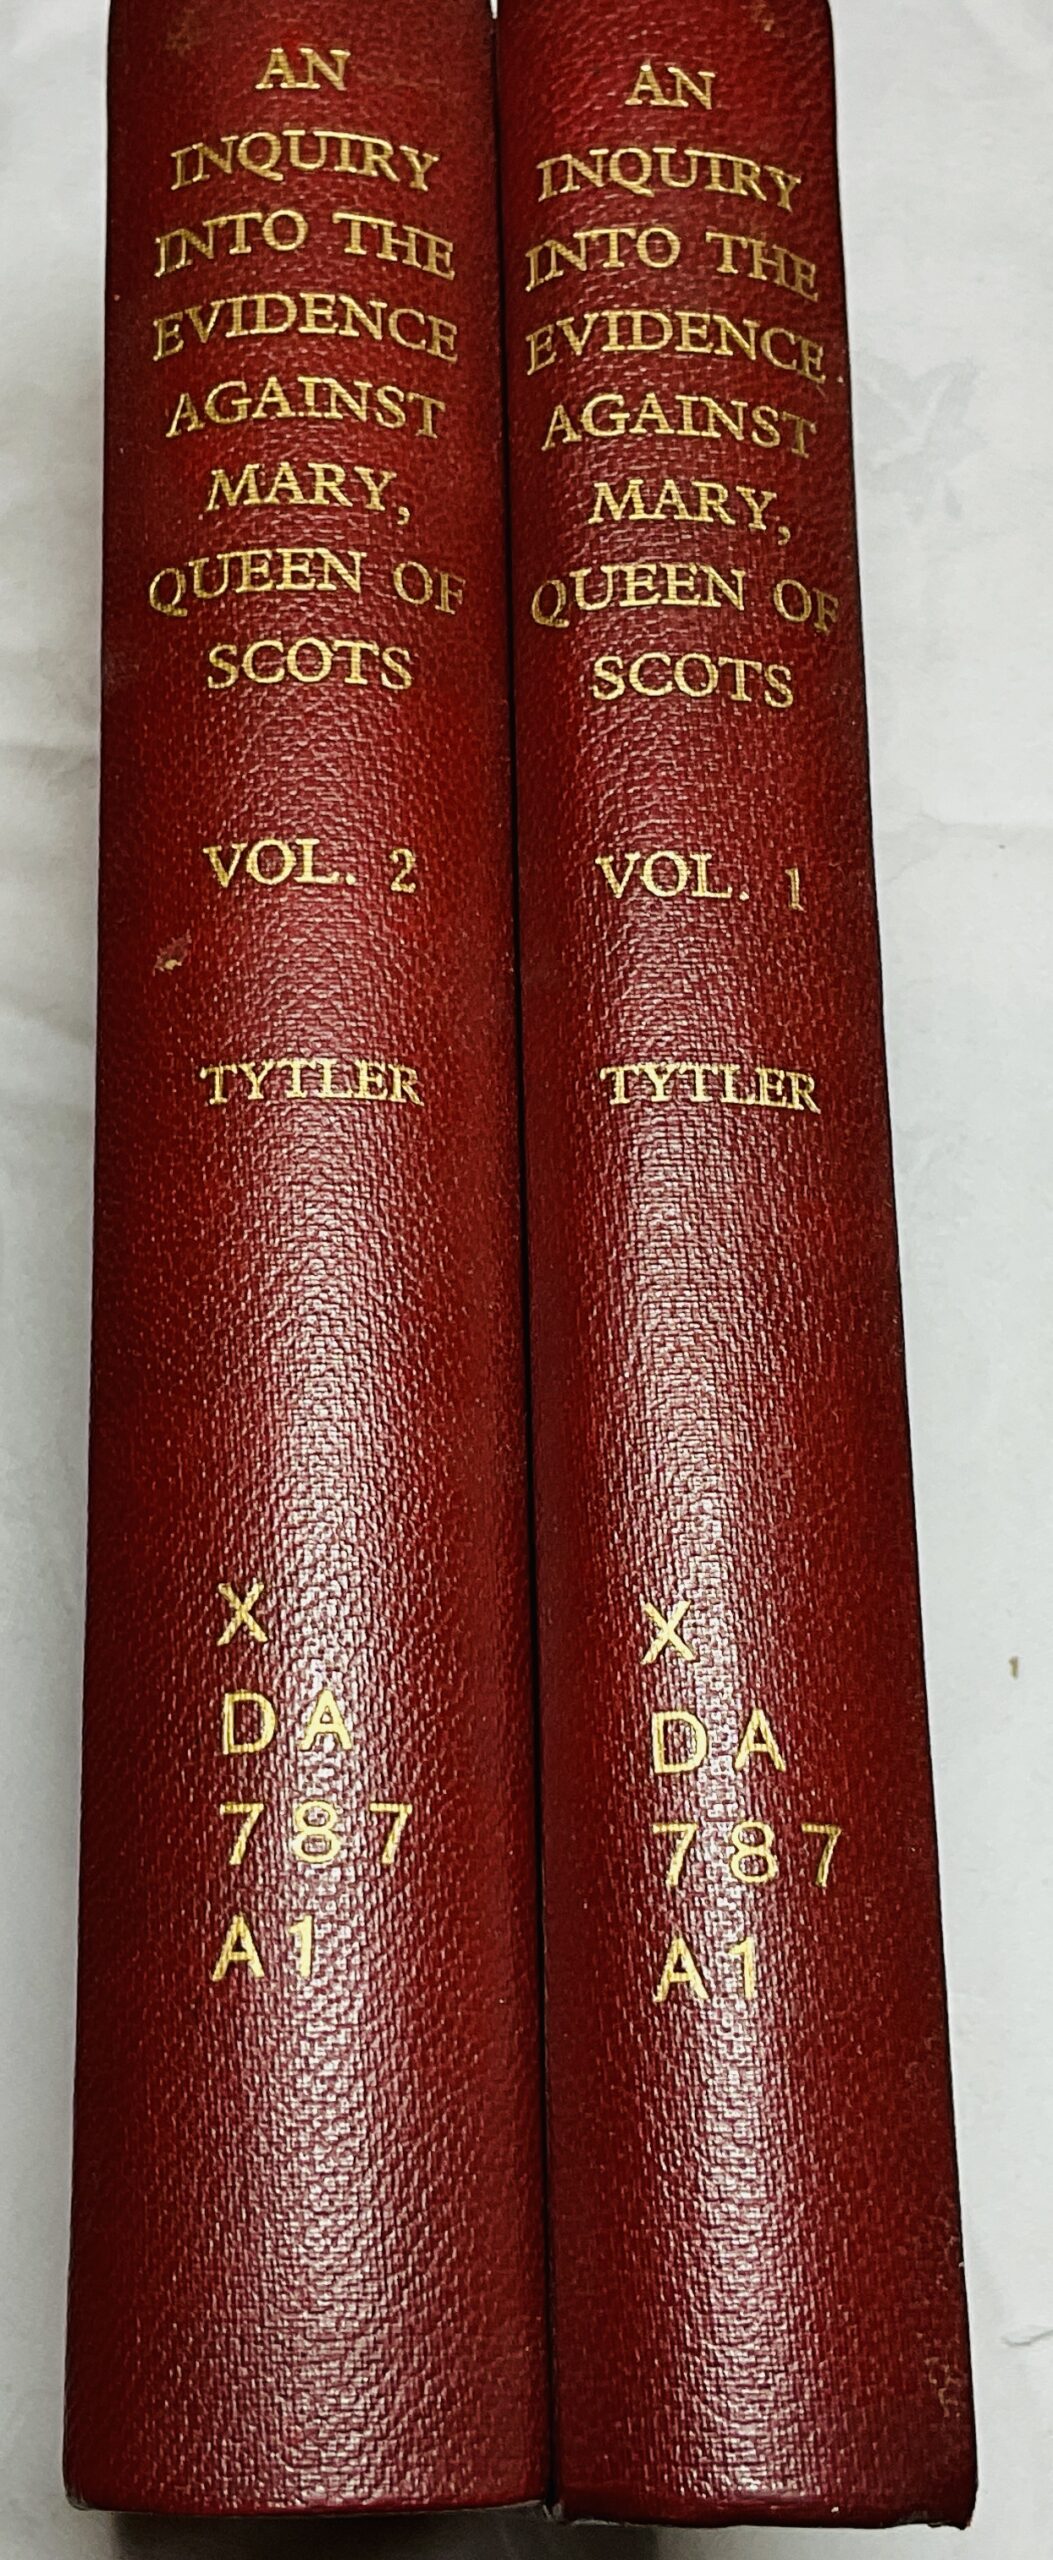 AN
INQUIRY
INTO THE
EVIDENCE
AGAINST
MARY,
QUEEN OF
SCOTS
VOL. 2
TYTLER
X
DA
787
A1
AN
INQUIRY
INTO THE
EVIDENCE
AGAINST
MARY,
QUEEN OF
SCOTS
VOL. 1
TYTLER
X
DA
787
A1